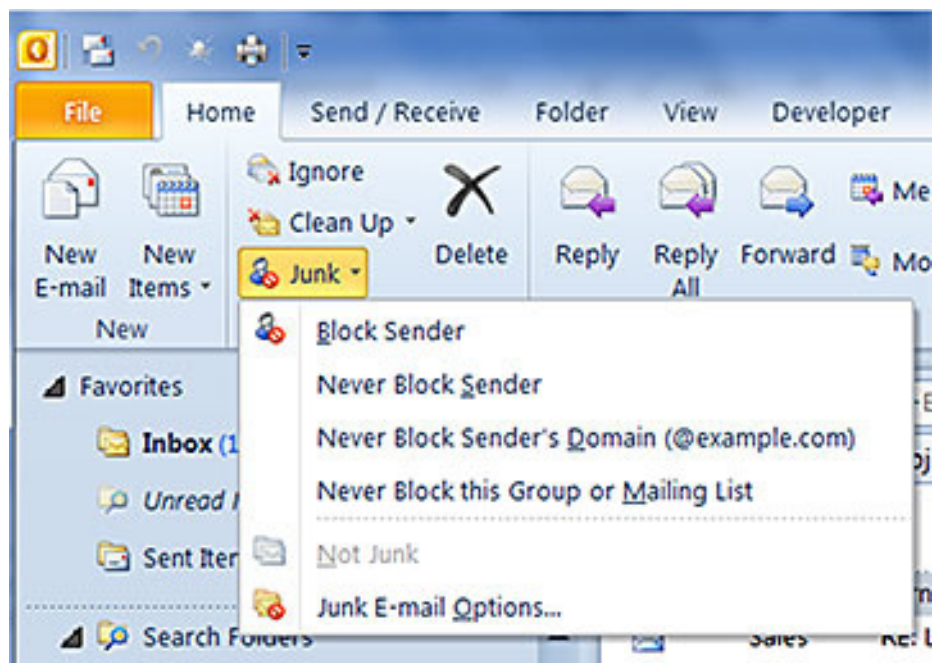 File Home Send / Receive Folder View Developer
Ignore
Clean Up
Junk
New E-mail
New Items
Delete
Reply
Reply All
Forward
New
Block Sender
Never Block Sender
Never Block Sender's Domain (@example.com)
Never Block this Group or Mailing List
Not Junk
Junk E-mail Options...
Favorites
Inbox (1
Unread
Sent Iter
Search Folders
Sales RE: L